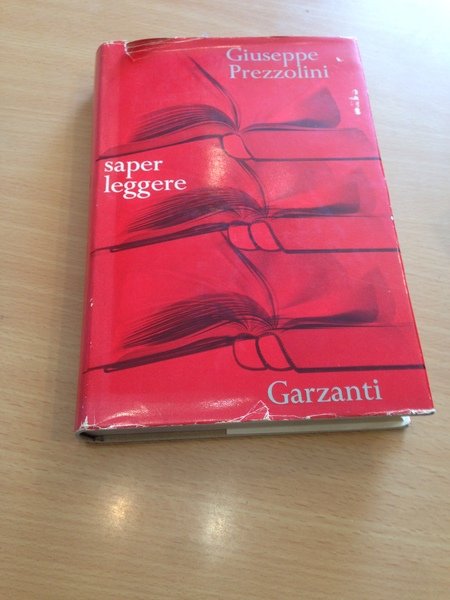 Giuseppe
Prezzolini
saper
leggere
Garzanti